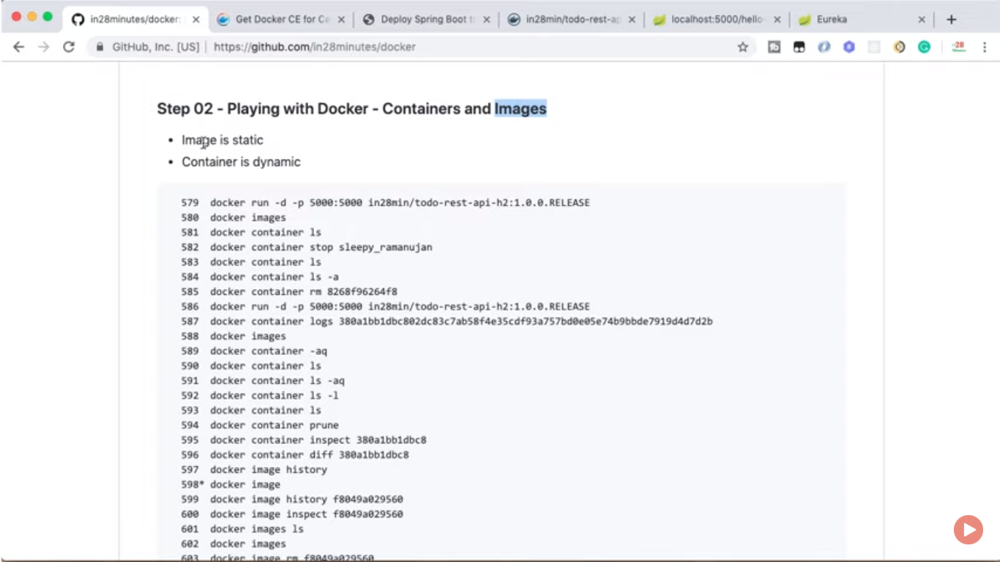 in28minutes/docker:
Get Docker CE for Ce
Deploy Spring Boot to
in28min/todo-rest-ap
localhost:5000/hello-
Eureka
GitHub, Inc. [US] | https://github.com/in28minutes/docker
-28
Step 02 - Playing with Docker - Containers and Images
• Image is static
• Container is dynamic
579 docker run -d -p 5000:5000 in28min/todo-rest-api-h2:1.0.0.RELEASE
580 docker images
581 docker container ls
582 docker container stop sleepy_ramanujan
583 docker container ls
584 docker container ls -a
585 docker container rm 8268f96264f8
586 docker run -d -p 5000:5000 in28min/todo-rest-api-h2:1.0.0.RELEASE
587 docker container logs 380a1bb1dbc802dc83c7ab58f4e35cdf93a757bd0e05e74b9bbde7919d4d7d2b
588 docker images
589 docker container -aq
590 docker container ls
591 docker container ls -aq
592 docker container ls -l
593 docker container ls
594 docker container prune
595 docker container inspect 380a1bb1dbc8
596 docker container diff 380a1bb1dbc8
597 docker image history
598* docker image
599 docker image history f8049a029560
600 docker image inspect f8049a029560
601 docker images ls
602 docker images
603 docker image rm f8049a029560